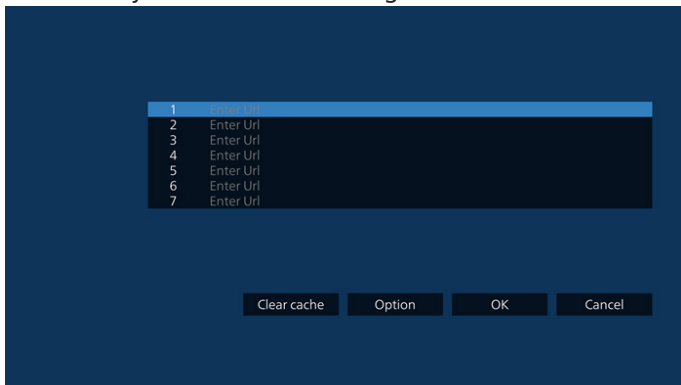 1 Enter Url
2 Enter Url
3 Enter Url
4 Enter Url
5 Enter Url
6 Enter Url
7 Enter Url
Clear cache Option OK Cancel